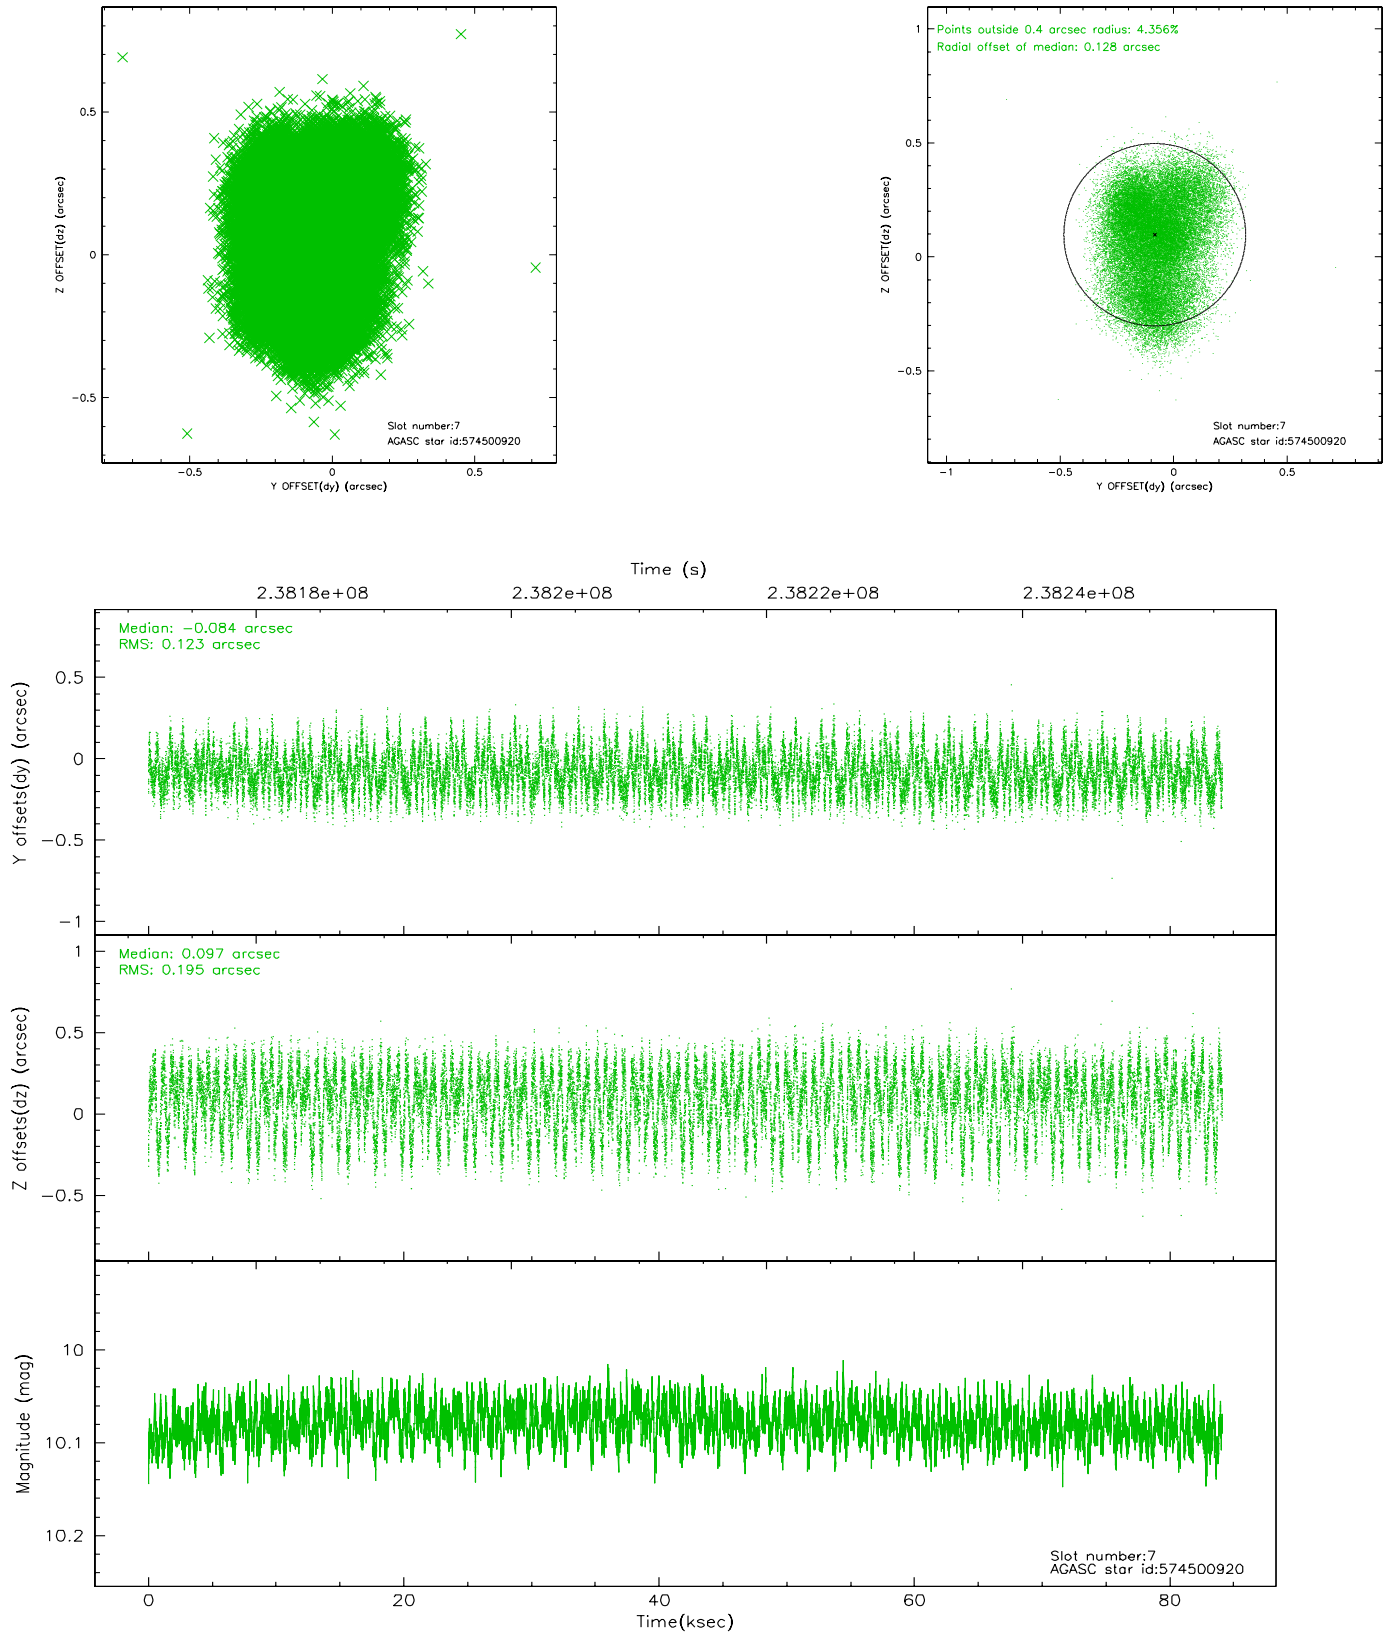 0.5
0
−0.5
Z OFFSET(dz) (arcsec)
Slot number:7
AGASC star id:574500920
−0.5
0
0.5
Y OFFSET(dy) (arcsec)
Points outside 0.4 arcsec radius: 4.356%
Radial offset of median: 0.128 arcsec
1
0.5
0
−0.5
Z OFFSET(dz) (arcsec)
Slot number:7
AGASC star id:574500920
−1
−0.5
0
0.5
Y OFFSET(dy) (arcsec)
Time (s)
2.3818e+08
2.382e+08
2.3822e+08
2.3824e+08
Median: −0.084 arcsec
RMS: 0.123 arcsec
0.5
0
−0.5
−1
Y offsets(dy) (arcsec)
Median: 0.097 arcsec
RMS: 0.195 arcsec
1
0.5
0
−0.5
Z offsets(dz) (arcsec)
10
10.1
10.2
Magnitude (mag)
Slot number:7
AGASC star id:574500920
0
20
40
60
80
Time(ksec)